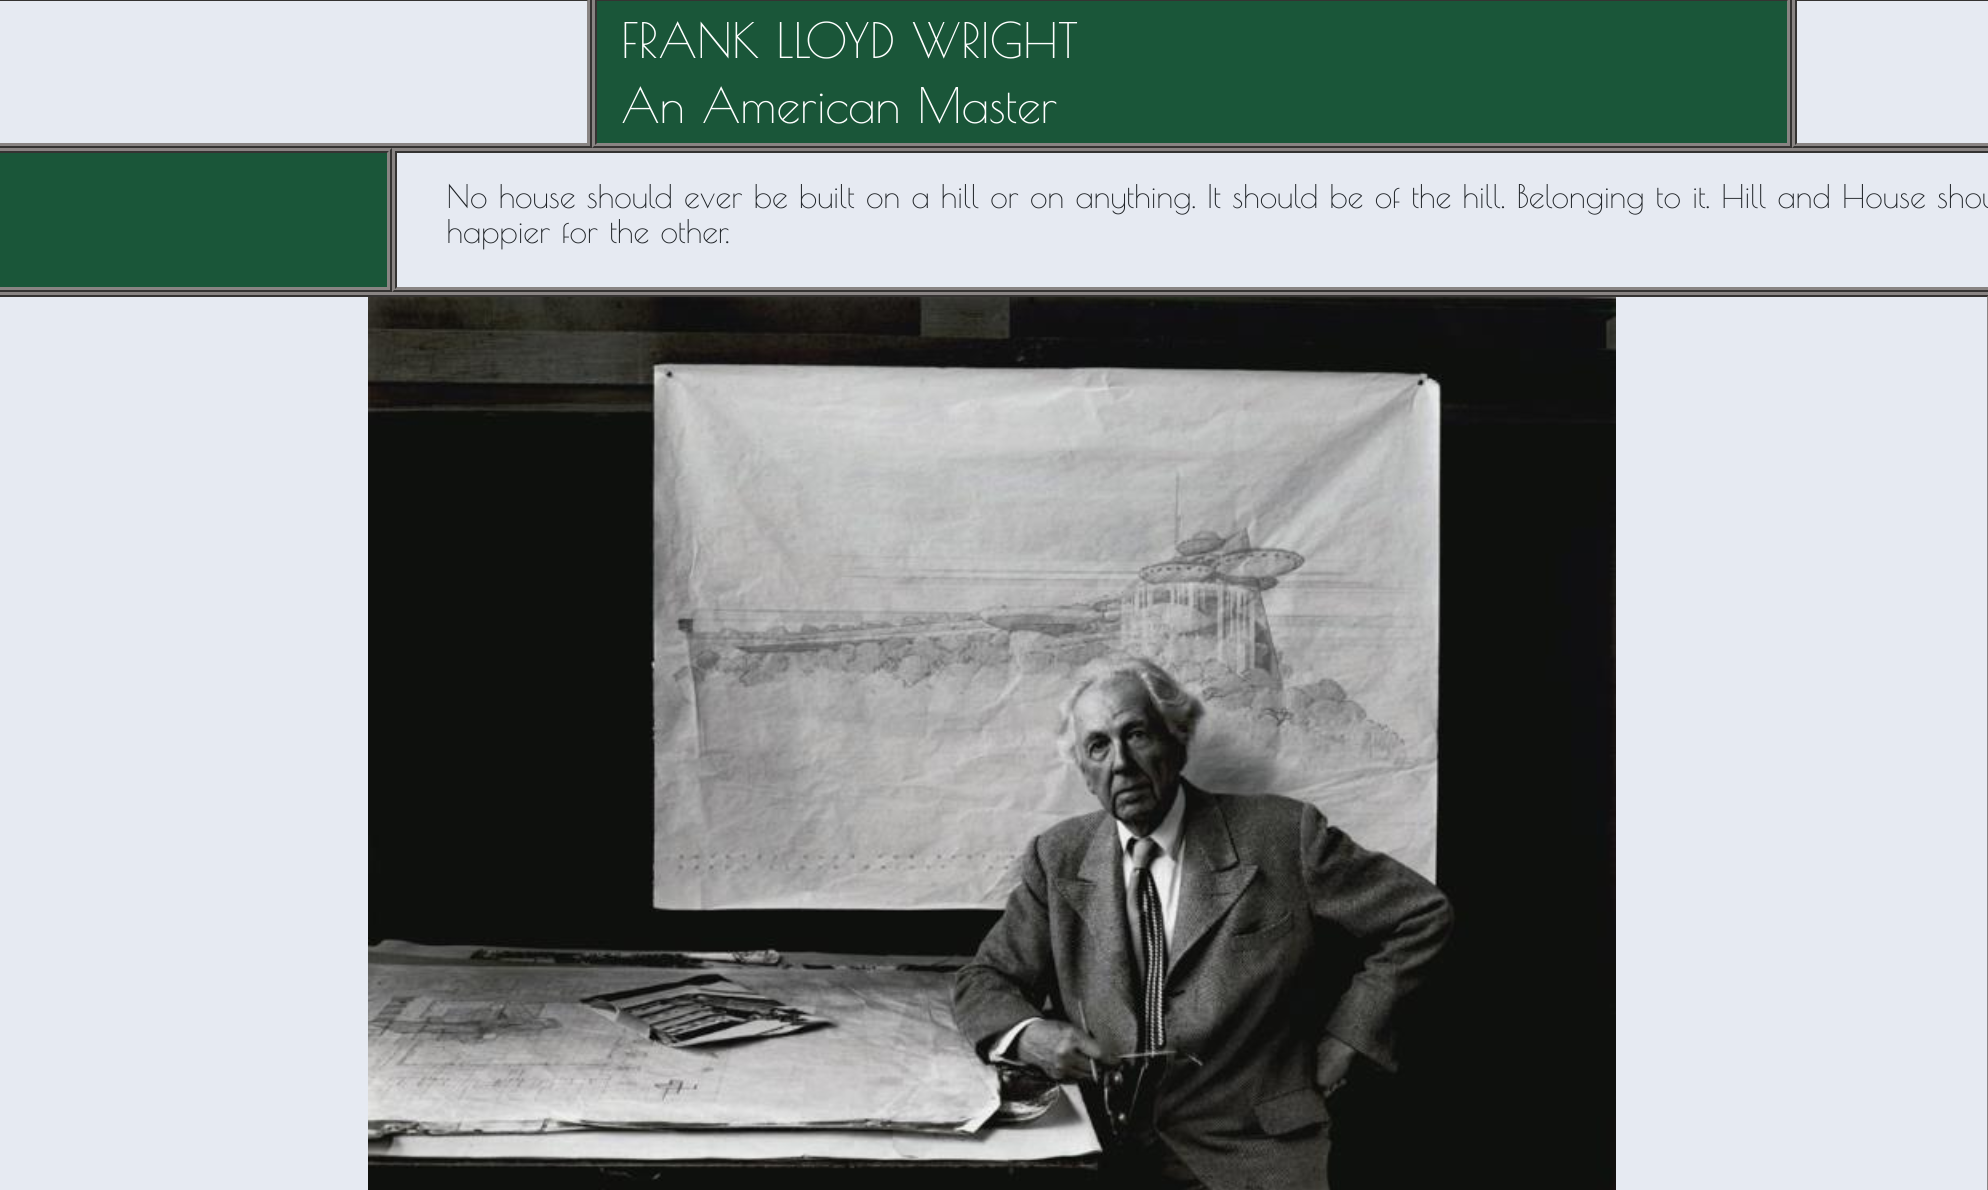 FRANK LLOYD WRIGHT
An American Master
No house should ever be built on a hill or on anything. It should be of the hill. Belonging to it. Hill and House shou
happier for the other.